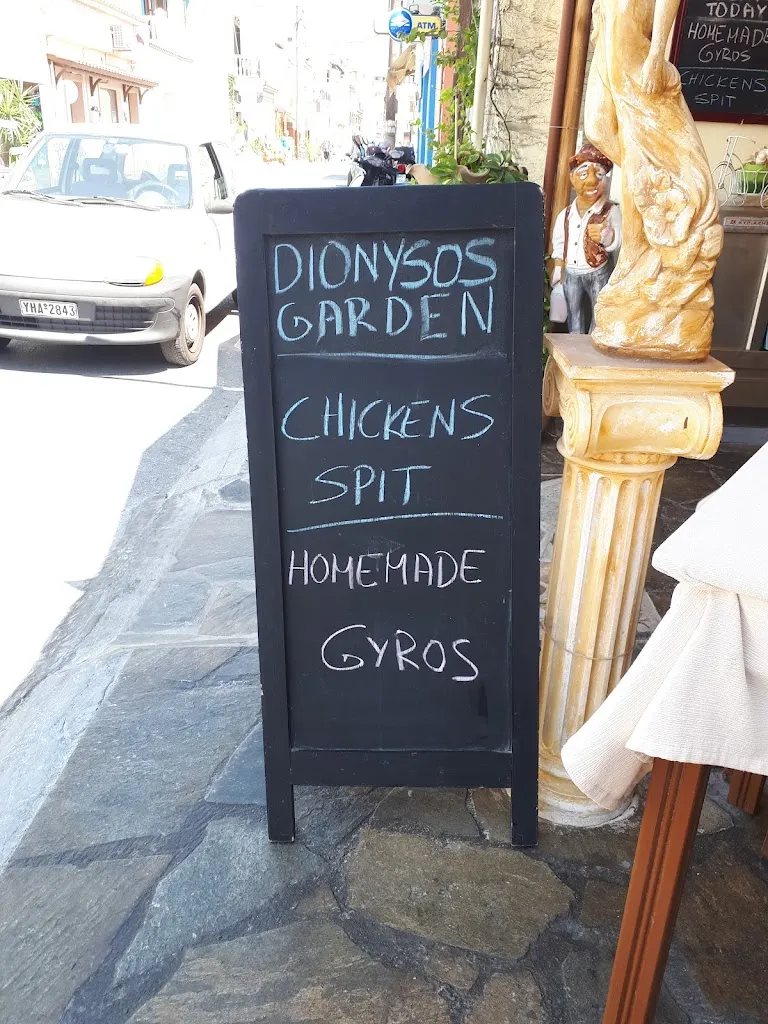 DIONYSOS
GARDEN
CHICKENS
SPIT
HOMEMADE
GYROS
TODAY
HOMEMADE
GYROS
CHICKENS
SPIT
ATM
YHA 2843